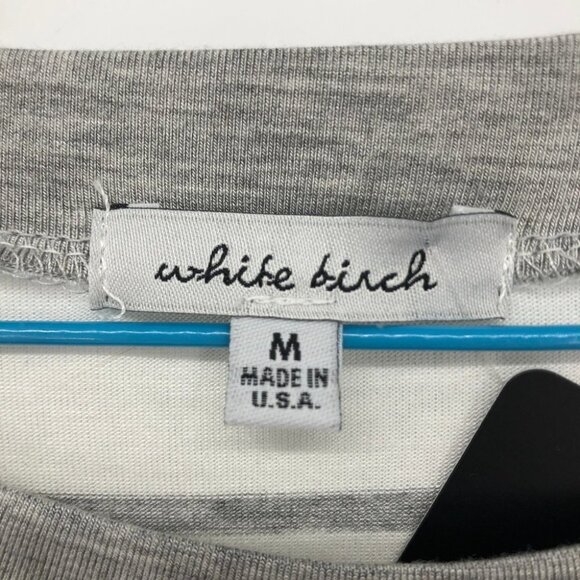 white birch
M
MADE IN
U.S.A.